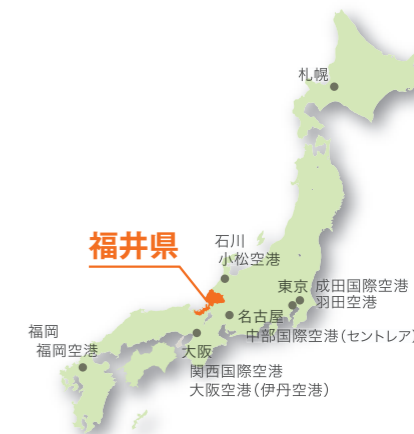 札幌
福井県
石川
小松空港
東京 成田国際空港
羽田空港
名古屋
中部国際空港（セントレア）
福岡
福岡空港
大阪
関西国際空港
大阪空港（伊丹空港）